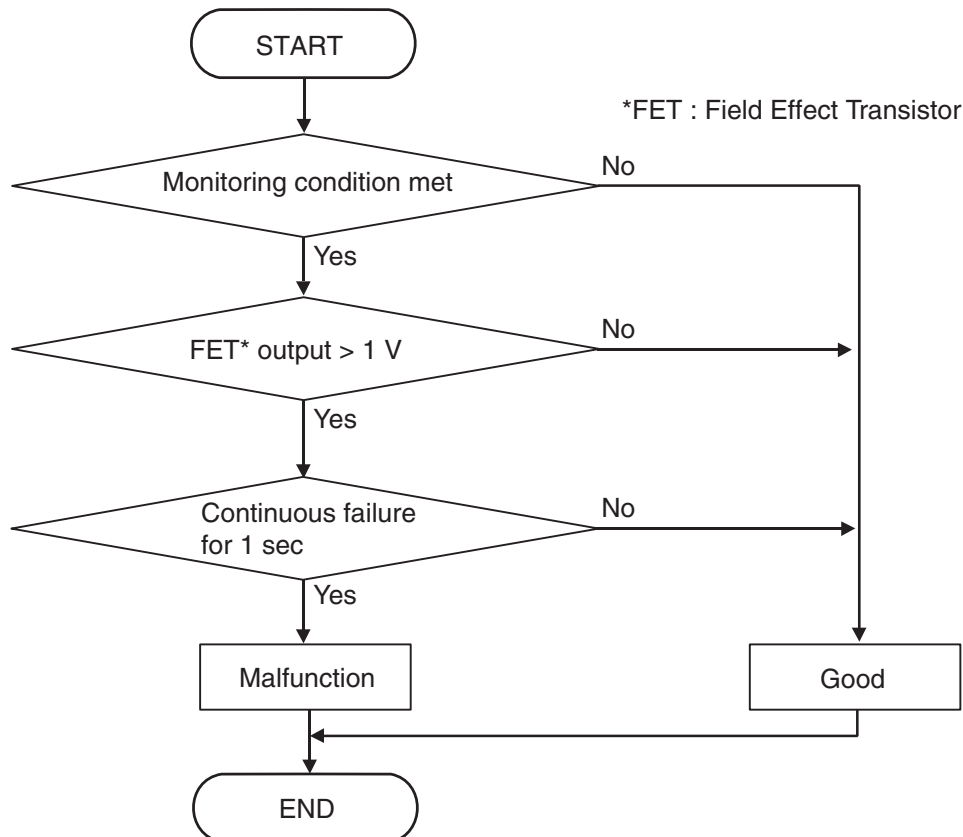 START
*FET : Field Effect Transistor
Monitoring condition met
No
Yes
FET* output > 1 V
No
Yes
Continuous failure
for 1 sec
No
Yes
Malfunction
Good
END